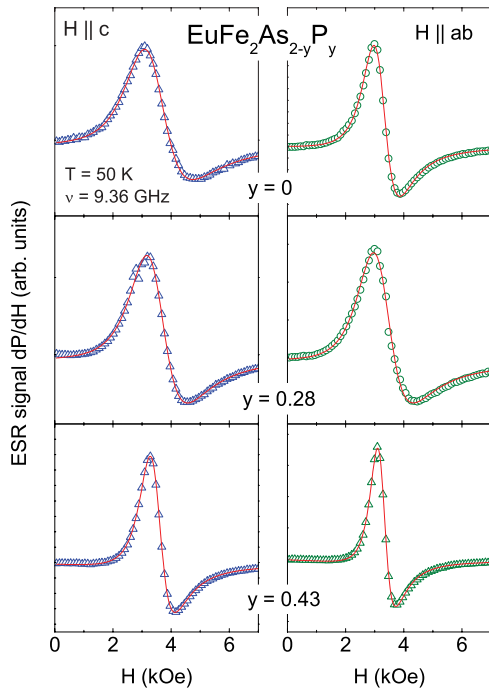 H || c
EuFe2As2-yPy
H || ab
T = 50 K
ν = 9.36 GHz
y = 0
ESR signal dP/dH (arb. units)
y = 0.28
y = 0.43
0 2 4 6
0 2 4 6
H (kOe)
H (kOe)